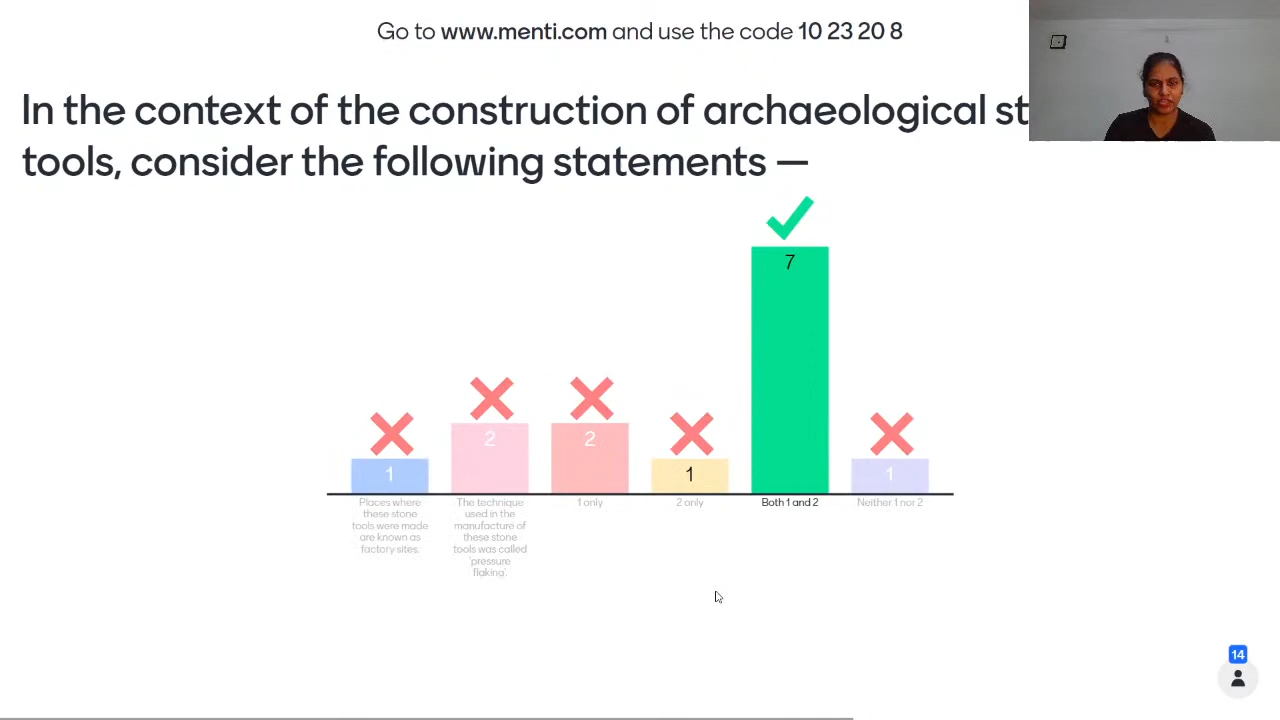 Go to www.menti.com and use the code 10 23 20 8
In the context of the construction of archaeological st
tools, consider the following statements —
7
2
2
1
1
1
Places where
these stone
tools were made
are known as
factory sites.
The technique
used in the
manufacture of
these stone
tools was called
'pressure
flaking'.
1 only
2 only
Both 1 and 2
Neither 1 nor 2
14